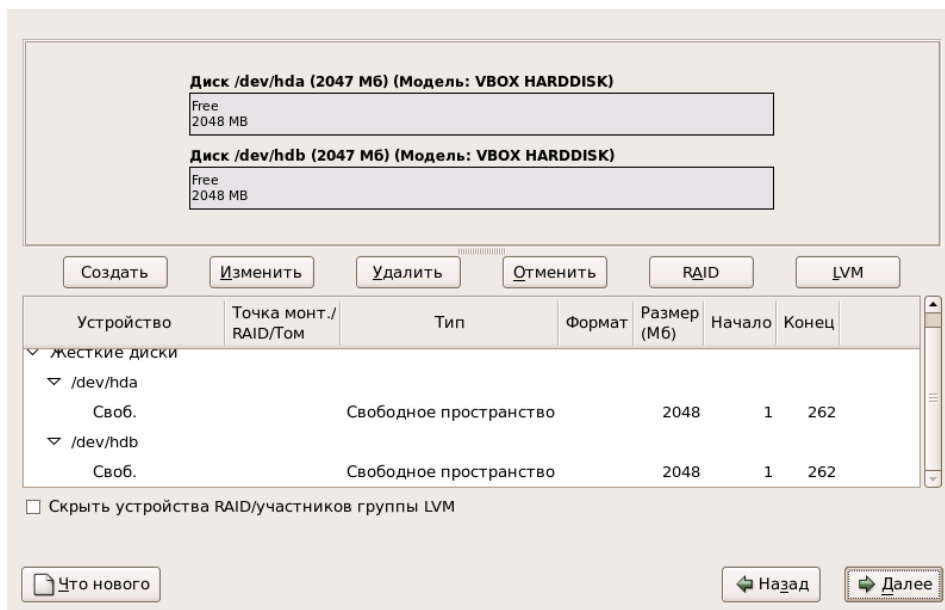 Диск /dev/hda (2047 Мб) (Модель: VBOX HARDDISK)
Free
2048 MB
Диск /dev/hdb (2047 Мб) (Модель: VBOX HARDDISK)
Free
2048 MB
Создать Изменить Удалить Отменить RAID LVM
Устройство Точка монт./ RAID/Том Тип Формат Размер (Мб) Начало Конец
Жесткие диски
/dev/hda
Своб. Свободное пространство 2048 1 262
/dev/hdb
Своб. Свободное пространство 2048 1 262
Скрыть устройства RAID/участников группы LVM
Что нового Назад Далее